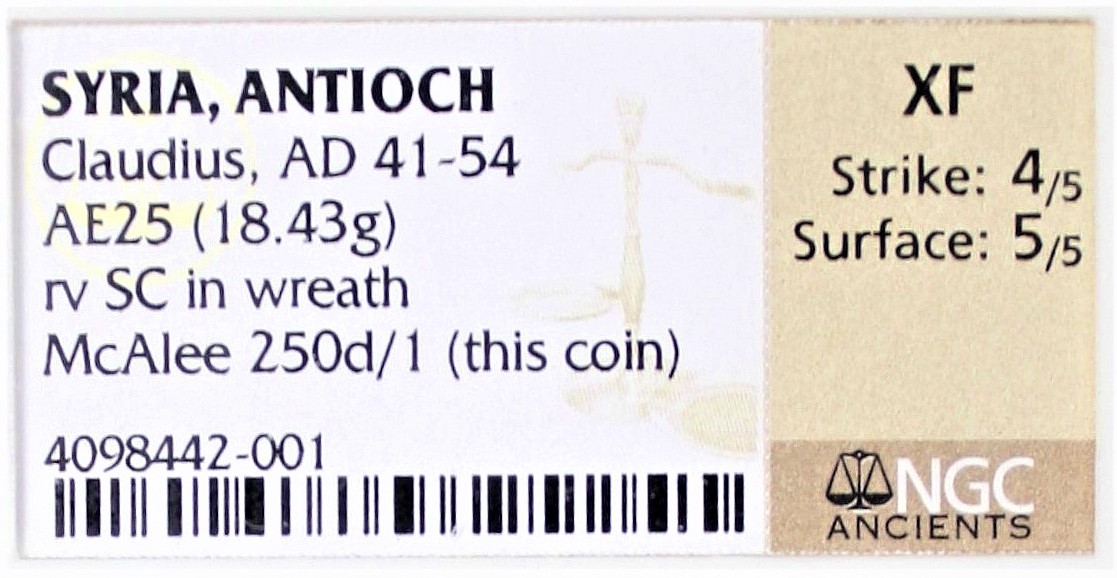 SYRIA, ANTIOCH
Claudius, AD 41-54
AE25 (18.43g)
rv SC in wreath
McAlee 250d/1 (this coin)
4098442-001
XF
Strike: 4/5
Surface: 5/5
NGC
ANCIENTS